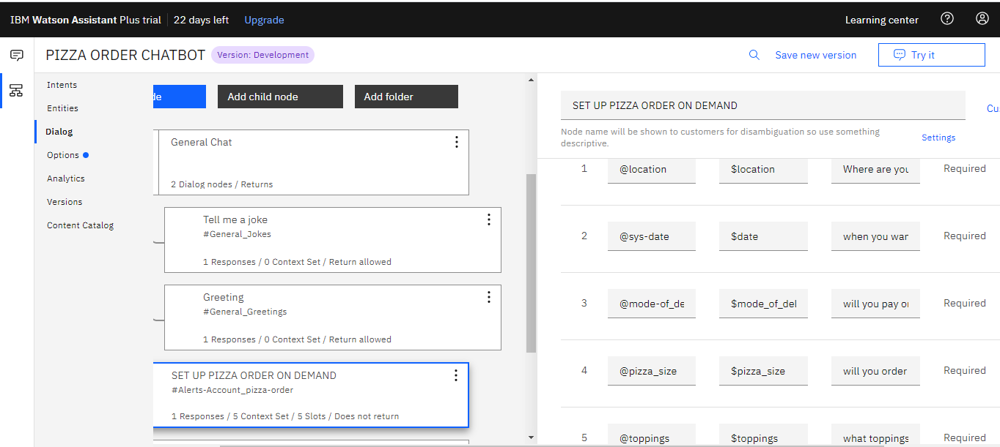 IBM Watson Assistant Plus trial 22 days left Upgrade Learning center
PIZZA ORDER CHATBOT Version: Development Save new version Try it
Intents
Entities
Dialog
Options
Analytics
Versions
Content Catalog
de Add child node Add folder
General Chat
2 Dialog nodes / Returns
Tell me a joke
#General_Jokes
1 Responses / 0 Context Set / Return allowed
Greeting
#General_Greetings
1 Responses / 0 Context Set / Return allowed
SET UP PIZZA ORDER ON DEMAND
#Alerts-Account_pizza-order
1 Responses / 5 Context Set / 5 Slots / Does not return
SET UP PIZZA ORDER ON DEMAND
Node name will be shown to customers for disambiguation so use something
descriptive.
Settings
1 @location $location Where are you Required
2 @sys-date $date when you wan Required
3 @mode-of_de $mode_of_del will you pay o Required
4 @pizza_size $pizza_size will you order Required
5 @toppings $toppings what toppings Required